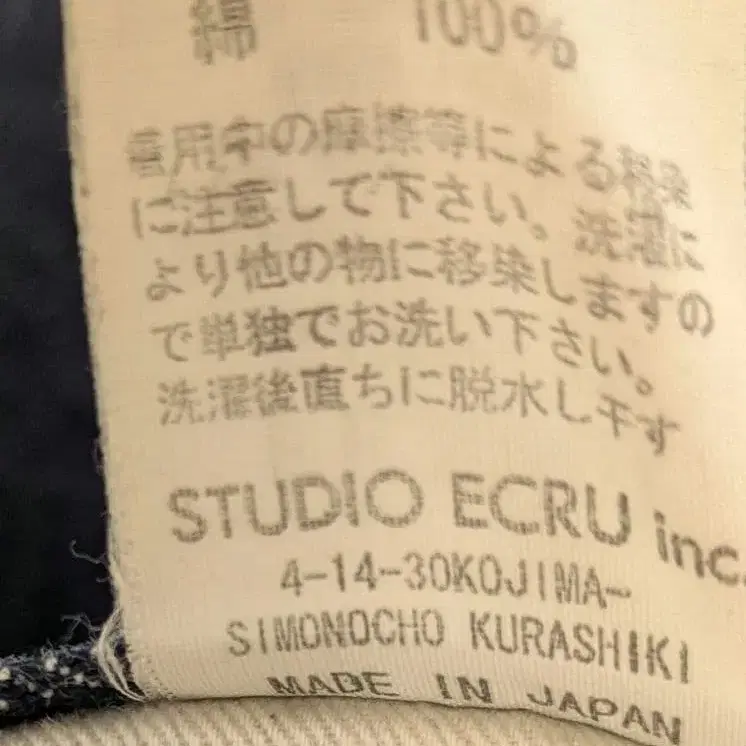 綿 100%
着用中の摩擦等による移染
に注意して下さい。洗濯に
より他の物に移染しますの
で単独でお洗い下さい。
洗濯後直ちに脱水し干す
STUDIO ECRU inc.
4-14-30KOJIMA-
SIMONOCHO KURASHIKI
MADE IN JAPAN